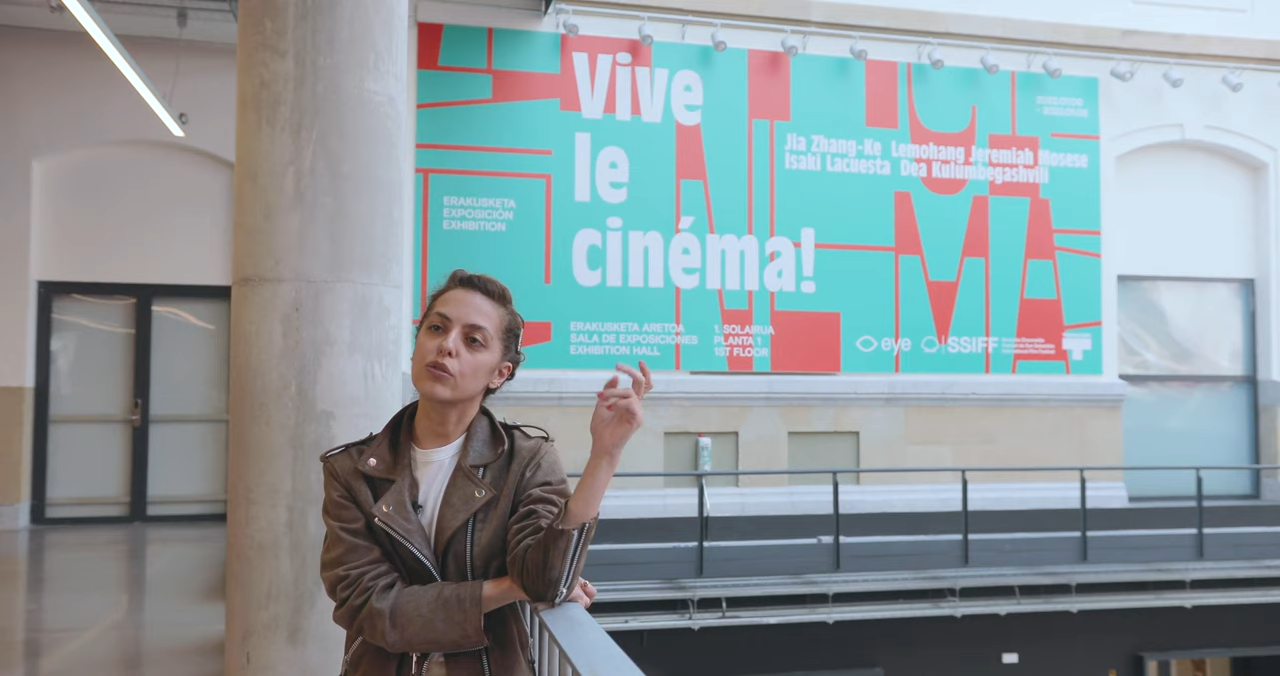 Vive
le
cinéma!
Jia Zhang-Ke Lemohang Jeremiah Mosese
Isaki Lacuesta Dea Kulumbegashvili
ERAKUSKETA
EXPOSICIÓN
EXHIBITION
ERAKUSKETA ARETOA
SALA DE EXPOSICIONES
EXHIBITION HALL
1. SOLAIRUA
PLANTA 1
1ST FLOOR
eye
SSIFF